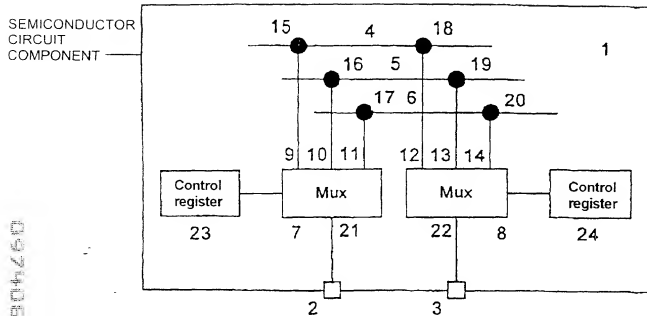 SEMICONDUCTOR
CIRCUIT
COMPONENT
15 4 18
1
16 5 19
17 6 20
9 10 11 12 13 14
Control
register
Mux
Mux
Control
register
23 7 21 22 8 24
2 3